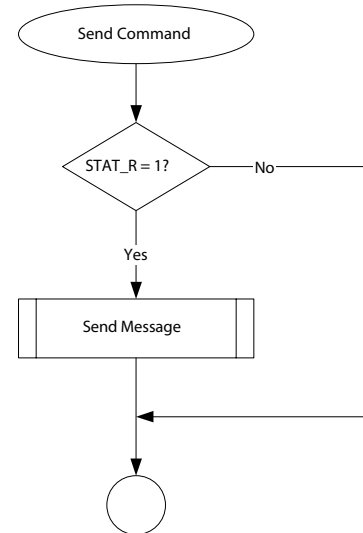 Send Command
STAT_R = 1?
No
Yes
Send Message